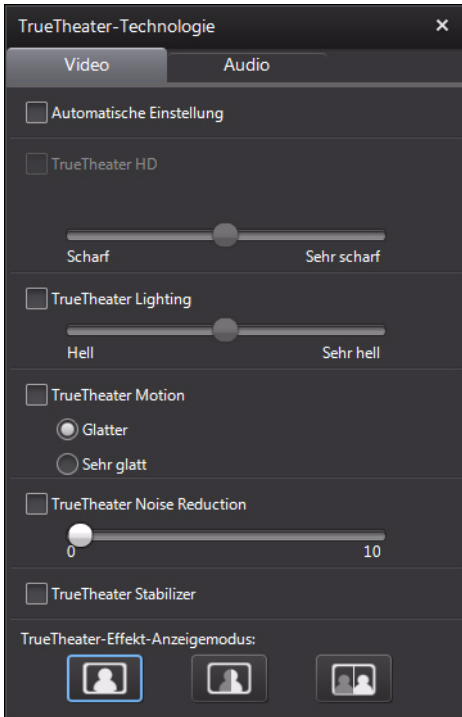 TrueTheater-Technologie
Video Audio
Automatische Einstellung
TrueTheater HD
Scharf Sehr scharf
TrueTheater Lighting
Hell Sehr hell
TrueTheater Motion
Glatter
Sehr glatt
TrueTheater Noise Reduction
0 10
TrueTheater Stabilizer
TrueTheater-Effekt-Anzeigemodus: